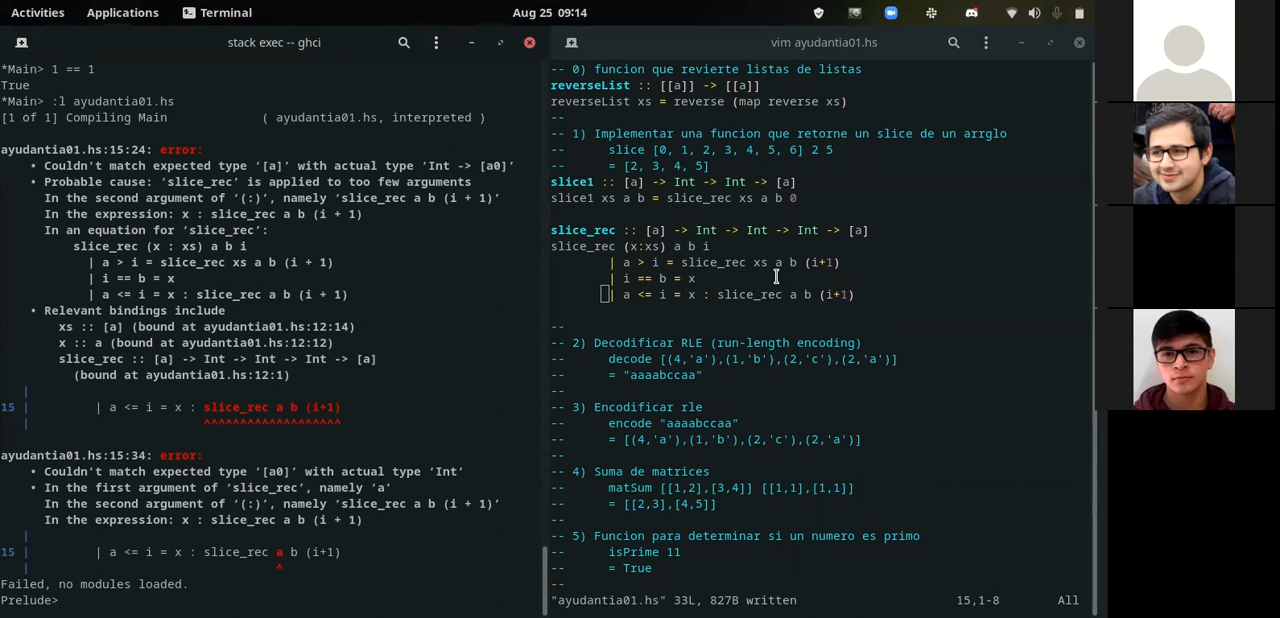 Activities Applications Terminal Aug 25 09:14
stack exec -- ghci
*Main> 1 == 1
True
*Main> :l ayudantia01.hs
[1 of 1] Compiling Main ( ayudantia01.hs, interpreted )
ayudantia01.hs:15:24: error:
• Couldn't match expected type ‘[a]’ with actual type ‘Int -> [a0]’
• Probable cause: ‘slice_rec’ is applied to too few arguments
In the second argument of ‘(:)’, namely ‘slice_rec a b (i + 1)’
In the expression: x : slice_rec a b (i + 1)
In an equation for ‘slice_rec’:
slice_rec (x : xs) a b i
| a > i = slice_rec xs a b (i + 1)
| i == b = x
| a <= i = x : slice_rec a b (i + 1)
• Relevant bindings include
xs :: [a] (bound at ayudantia01.hs:12:14)
x :: a (bound at ayudantia01.hs:12:12)
slice_rec :: [a] -> Int -> Int -> Int -> [a]
(bound at ayudantia01.hs:12:1)
|
15 | | a <= i = x : slice_rec a b (i+1)
| ^^^^^^^^^^^^^^^^^^^
ayudantia01.hs:15:34: error:
• Couldn't match expected type ‘[a0]’ with actual type ‘Int’
• In the first argument of ‘slice_rec’, namely ‘a’
In the second argument of ‘(:)’, namely ‘slice_rec a b (i + 1)’
In the expression: x : slice_rec a b (i + 1)
|
15 | | a <= i = x : slice_rec a b (i+1)
| ^
Failed, no modules loaded.
Prelude>
vim ayudantia01.hs
-- 0) funcion que revierte listas de listas
reverseList :: [[a]] -> [[a]]
reverseList xs = reverse (map reverse xs)
--
-- 1) Implementar una funcion que retorne un slice de un arrglo
-- slice [0, 1, 2, 3, 4, 5, 6] 2 5
-- = [2, 3, 4, 5]
slice1 :: [a] -> Int -> Int -> [a]
slice1 xs a b = slice_rec xs a b 0
slice_rec :: [a] -> Int -> Int -> Int -> [a]
slice_rec (x:xs) a b i
| a > i = slice_rec xs a b (i+1)
| i == b = x
| a <= i = x : slice_rec a b (i+1)
--
-- 2) Decodificar RLE (run-length encoding)
-- decode [(4,'a'),(1,'b'),(2,'c'),(2,'a')]
-- = "aaaabccaa"
--
-- 3) Encodificar rle
-- encode "aaaabccaa"
-- = [(4,'a'),(1,'b'),(2,'c'),(2,'a')]
--
-- 4) Suma de matrices
-- matSum [[1,2],[3,4]] [[1,1],[1,1]]
-- = [[2,3],[4,5]]
--
-- 5) Funcion para determinar si un numero es primo
-- isPrime 11
-- = True
--
"ayudantia01.hs" 33L, 827B written 15,1-8 All